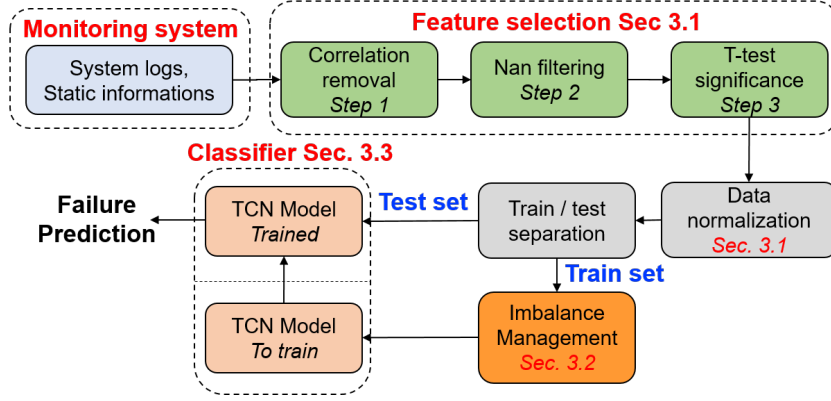 Monitoring system
Feature selection Sec 3.1
System logs,
Static informations
Correlation
removal
Step 1
Nan filtering
Step 2
T-test
significance
Step 3
Classifier Sec. 3.3
Failure
Prediction
TCN Model
Trained
Test set
Train / test
separation
Data
normalization
Sec. 3.1
Train set
TCN Model
To train
Imbalance
Management
Sec. 3.2